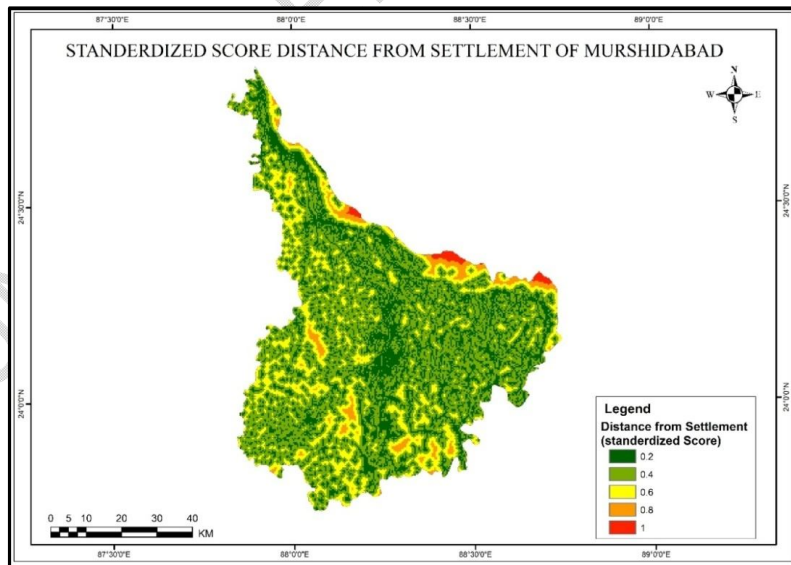 87°30'0"E 88°0'0"E 88°30'0"E 89°0'0"E
STANDERDIZED SCORE DISTANCE FROM SETTLEMENT OF MURSHIDABAD
N
W E
S
24°30'0"N 24°30'0"N
24°0'0"N 24°0'0"N
Legend
Distance from Settlement
(standerdized Score)
0.2
0.4
0.6
0.8
1
0 5 10 20 30 40
KM
87°30'0"E 88°0'0"E 88°30'0"E 89°0'0"E